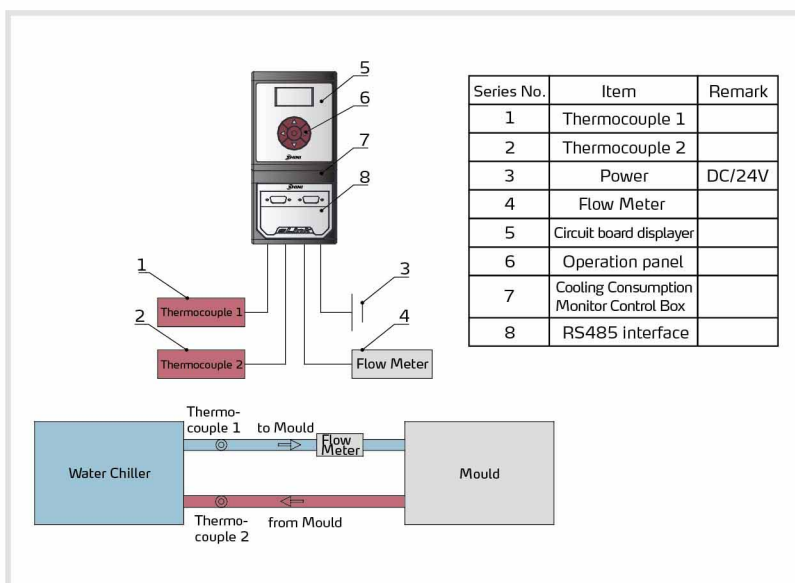 5
6
7
8
SHINI
SHINI
1
2
3
4
Thermocouple 1
Thermocouple 2
Flow Meter
Series No. Item Remark
1 Thermocouple 1
2 Thermocouple 2
3 Power DC/24V
4 Flow Meter
5 Circuit board displayer
6 Operation panel
7 Cooling Consumption
Monitor Control Box
8 RS485 interface
Thermo-
couple 1
to Mould
Flow
Meter
Water Chiller
Mould
Thermo-
couple 2
from Mould